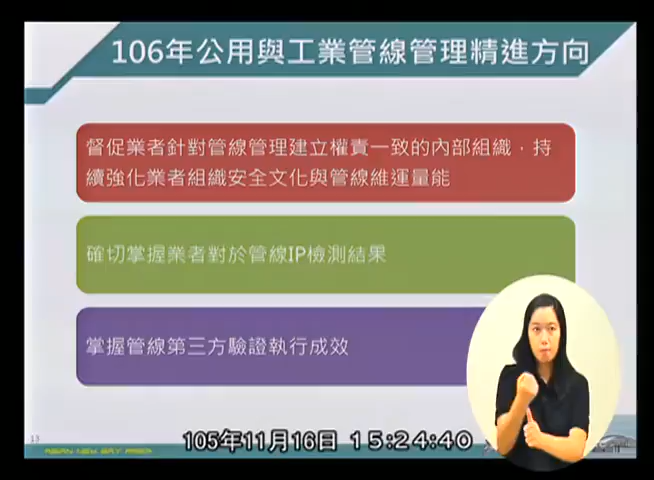 106年公用與工業管線管理精進方向
督促業者針對管線管理建立權責一致的內部組織，持
續強化業者組織安全文化與管線維運量能
確切掌握業者對於管線IP檢測結果
掌握管線第三方驗證執行成效
13
ASIAN NEW BAY AREA
105年11月16日 15:24:40